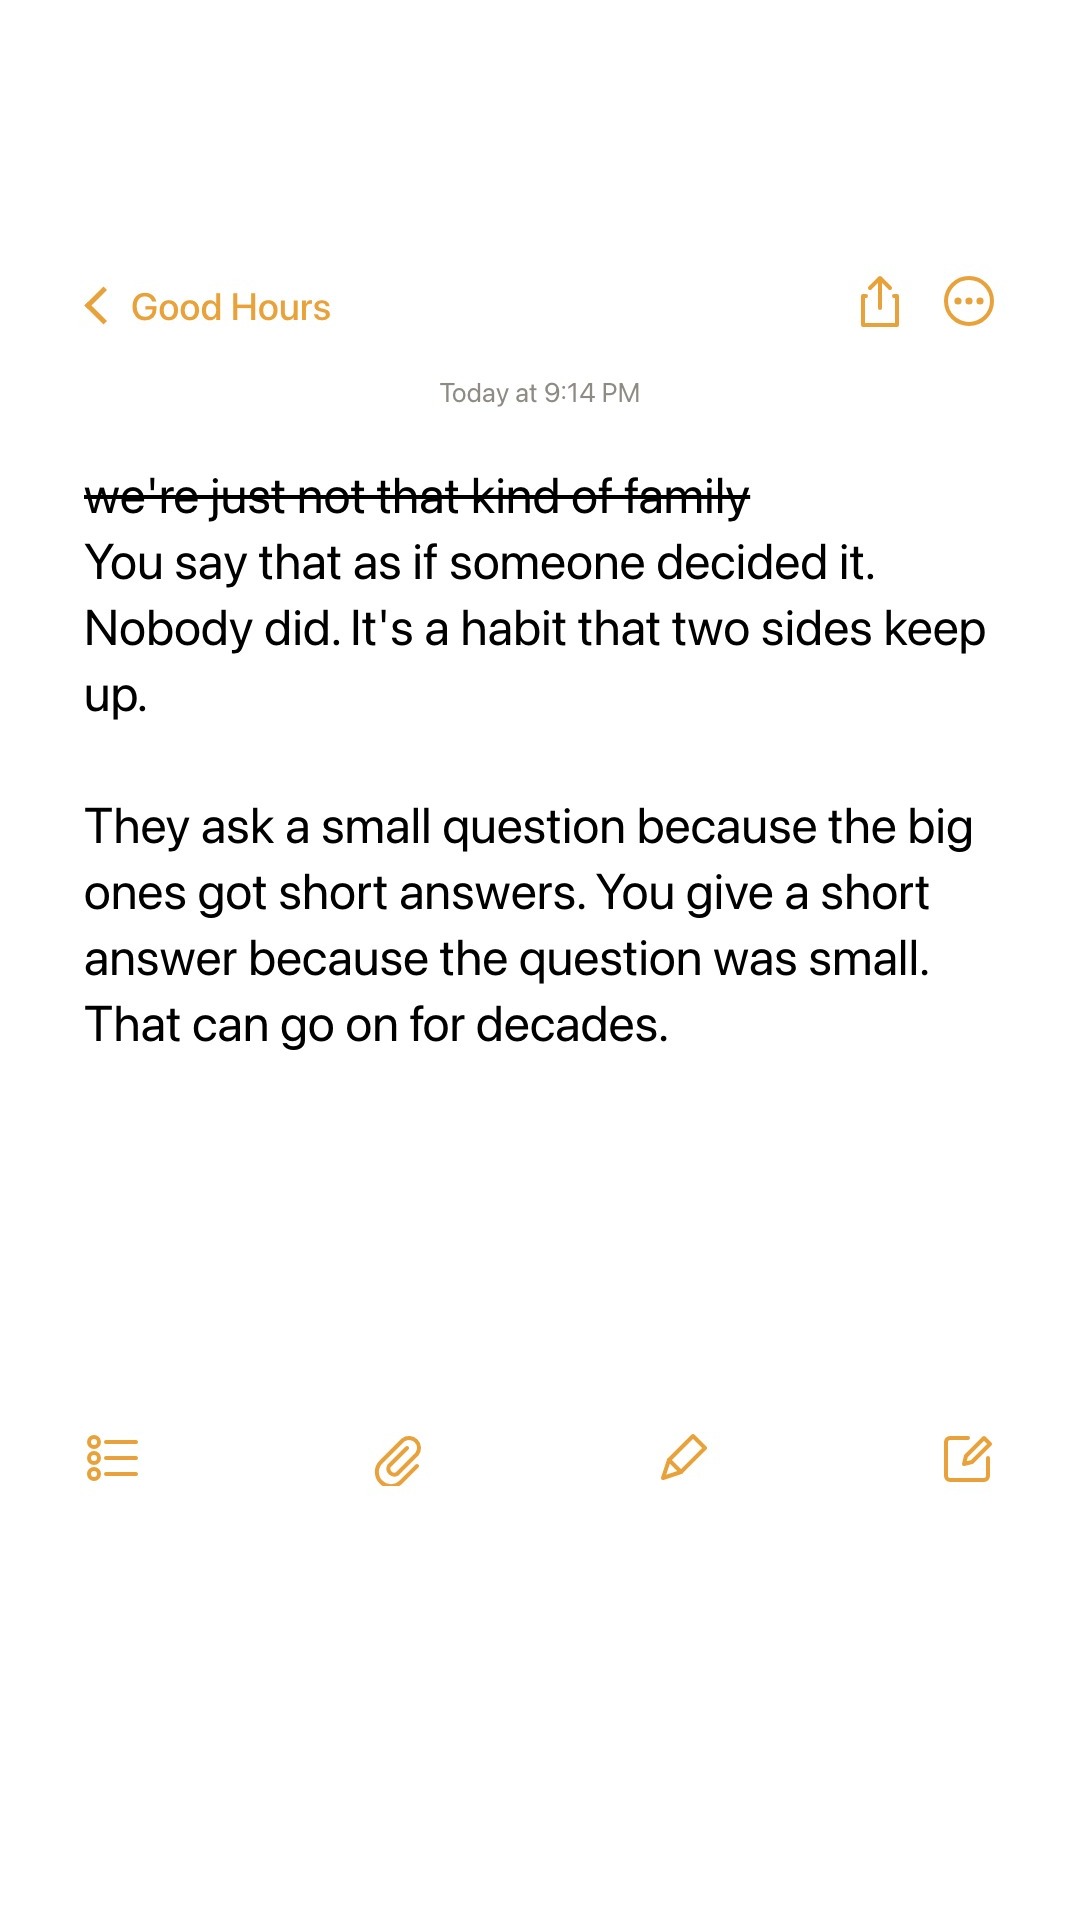 Good Hours
Today at 9:14 PM
we're just not that kind of family
You say that as if someone decided it.
Nobody did. It's a habit that two sides keep
up.
They ask a small question because the big
ones got short answers. You give a short
answer because the question was small.
That can go on for decades.